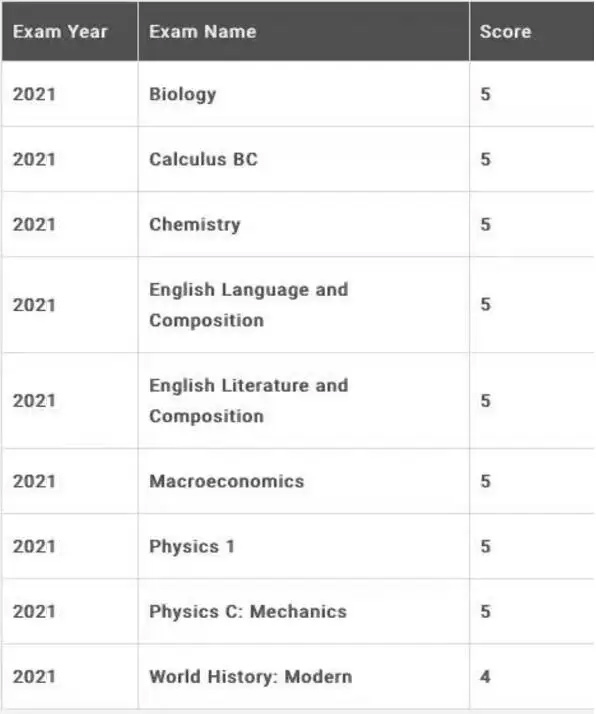 Exam Year Exam Name Score
2021 Biology 5
2021 Calculus BC 5
2021 Chemistry 5
2021 English Language and
Composition 5
2021 English Literature and
Composition 5
2021 Macroeconomics 5
2021 Physics 1 5
2021 Physics C: Mechanics 5
2021 World History: Modern 4